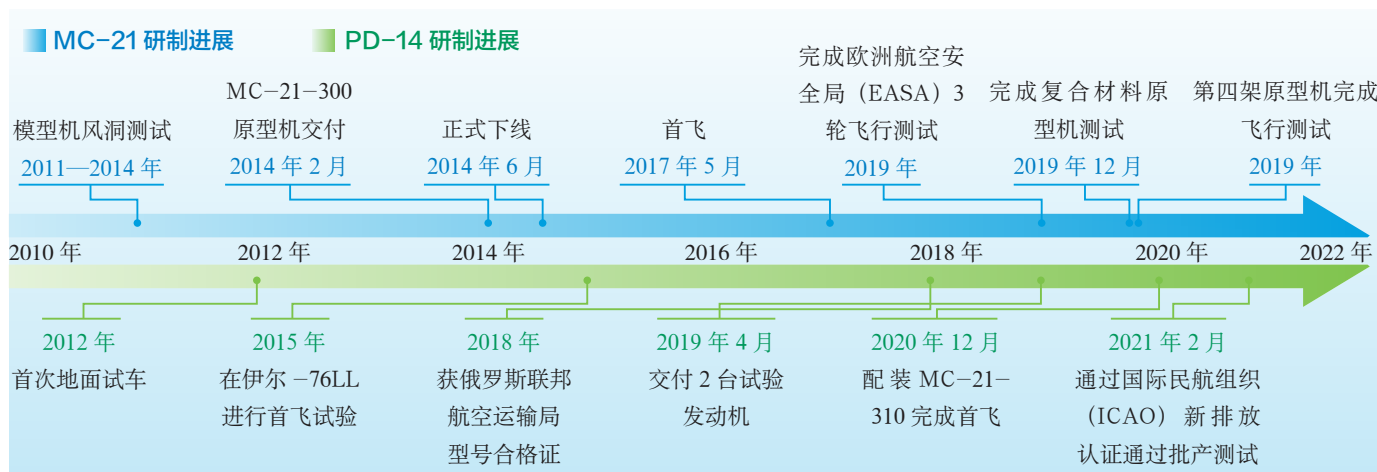 MC-21 研制进展
PD-14 研制进展
模型机风洞测试
2011—2014 年
MC-21-300
原型机交付
2014 年 2 月
正式下线
2014 年 6 月
首飞
2017 年 5 月
完成欧洲航空安
全局（EASA）3
轮飞行测试
2019 年
完成复合材料原
型机测试
2019 年 12 月
第四架原型机完成
飞行测试
2019 年
2010 年
2012 年
2014 年
2016 年
2018 年
2020 年
2022 年
2012 年
首次地面试车
2015 年
在伊尔 -76LL
进行首飞试验
2018 年
获俄罗斯联邦
航空运输局
型号合格证
2019 年 4 月
交付 2 台试验
发动机
2020 年 12 月
配装 MC-21-
310 完成首飞
2021 年 2 月
通过国际民航组织
（ICAO）新排放
认证通过批产测试